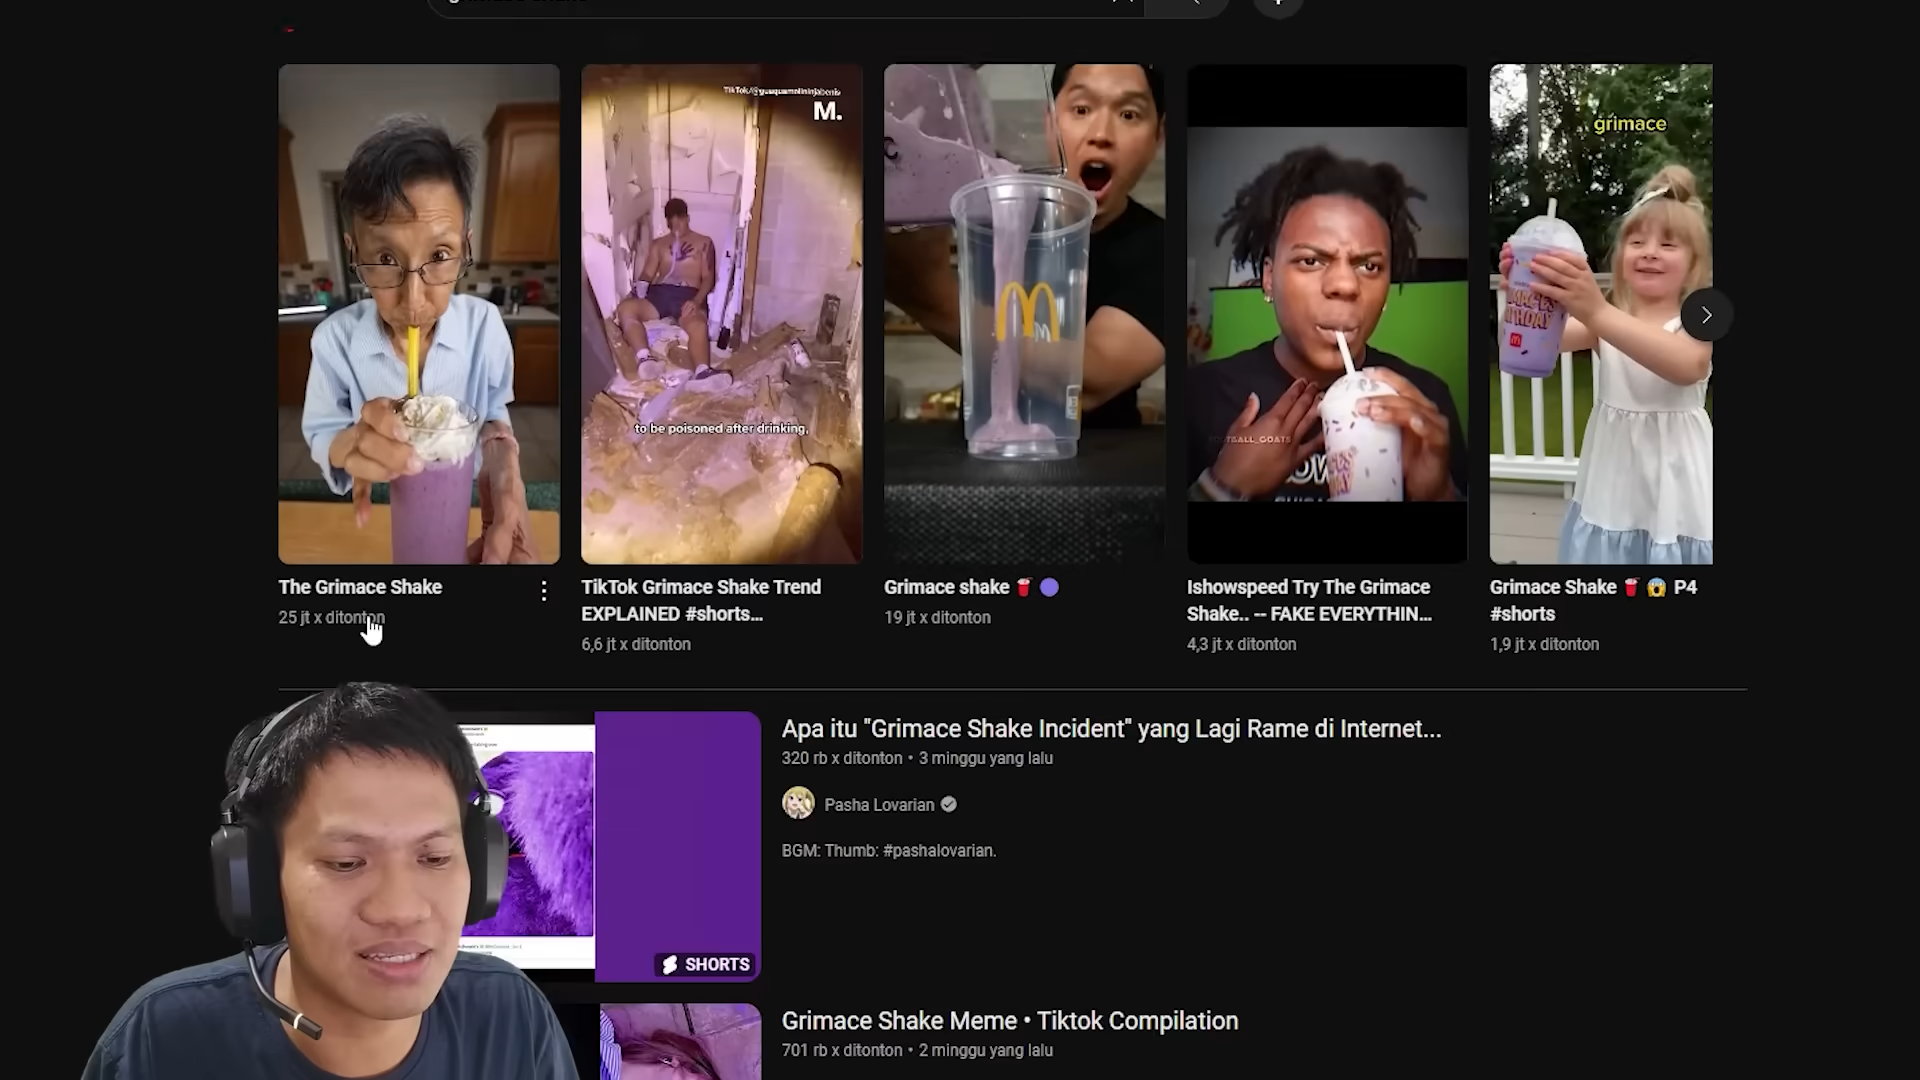 TikTok/@guuquamolininjabenis
M.
grimace
to be poisoned after drinking,
FOOTBALL_GOATS
The Grimace Shake
25 jt x ditonton
TikTok Grimace Shake Trend
EXPLAINED #shorts...
6,6 jt x ditonton
Grimace shake 🥤 🟣
19 jt x ditonton
Ishowspeed Try The Grimace
Shake.. -- FAKE EVERYTHIN...
4,3 jt x ditonton
Grimace Shake 🥤 😱 P4
#shorts
1,9 jt x ditonton
Apa itu "Grimace Shake Incident" yang Lagi Rame di Internet...
320 rb x ditonton • 3 minggu yang lalu
Pasha Lovarian
BGM: Thumb: #pashalovarian.
SHORTS
Grimace Shake Meme • Tiktok Compilation
701 rb x ditonton • 2 minggu yang lalu